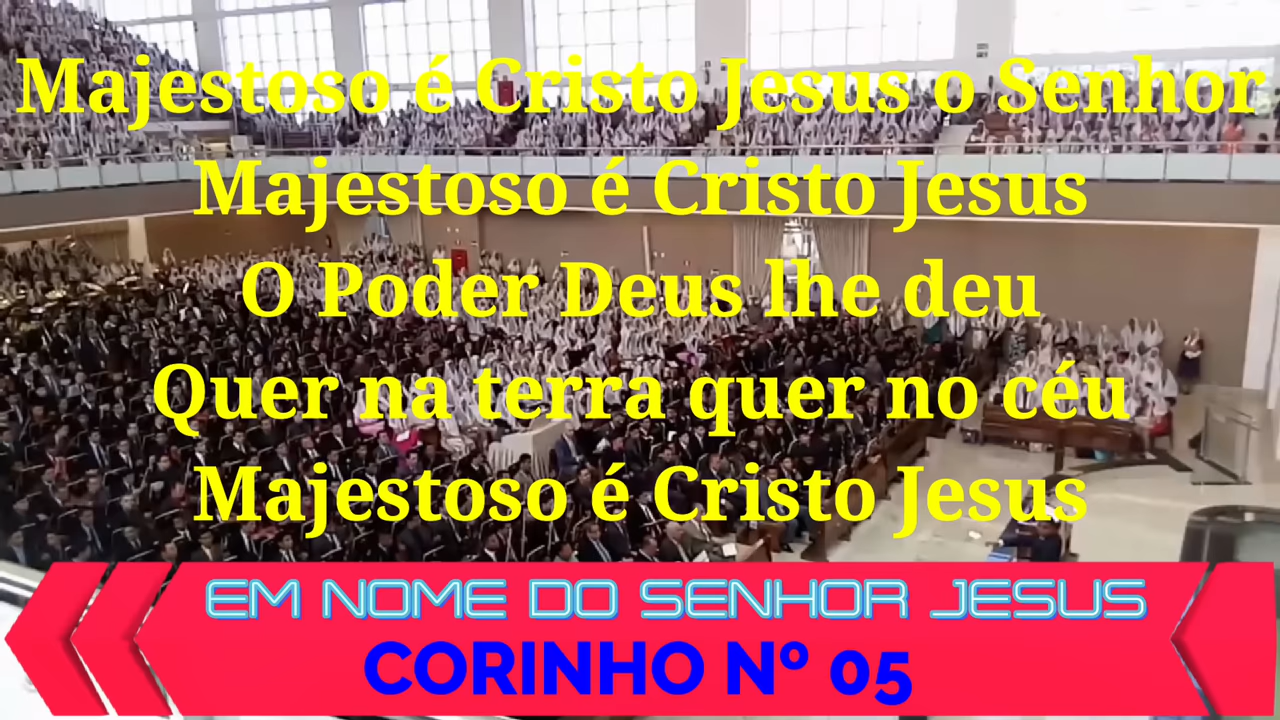 Majestoso é Cristo Jesus o Senhor
Majestoso é Cristo Jesus
O Poder Deus lhe deu
Quer na terra quer no céu
Majestoso é Cristo Jesus
EM NOME DO SENHOR JESUS
CORINHO Nº 05